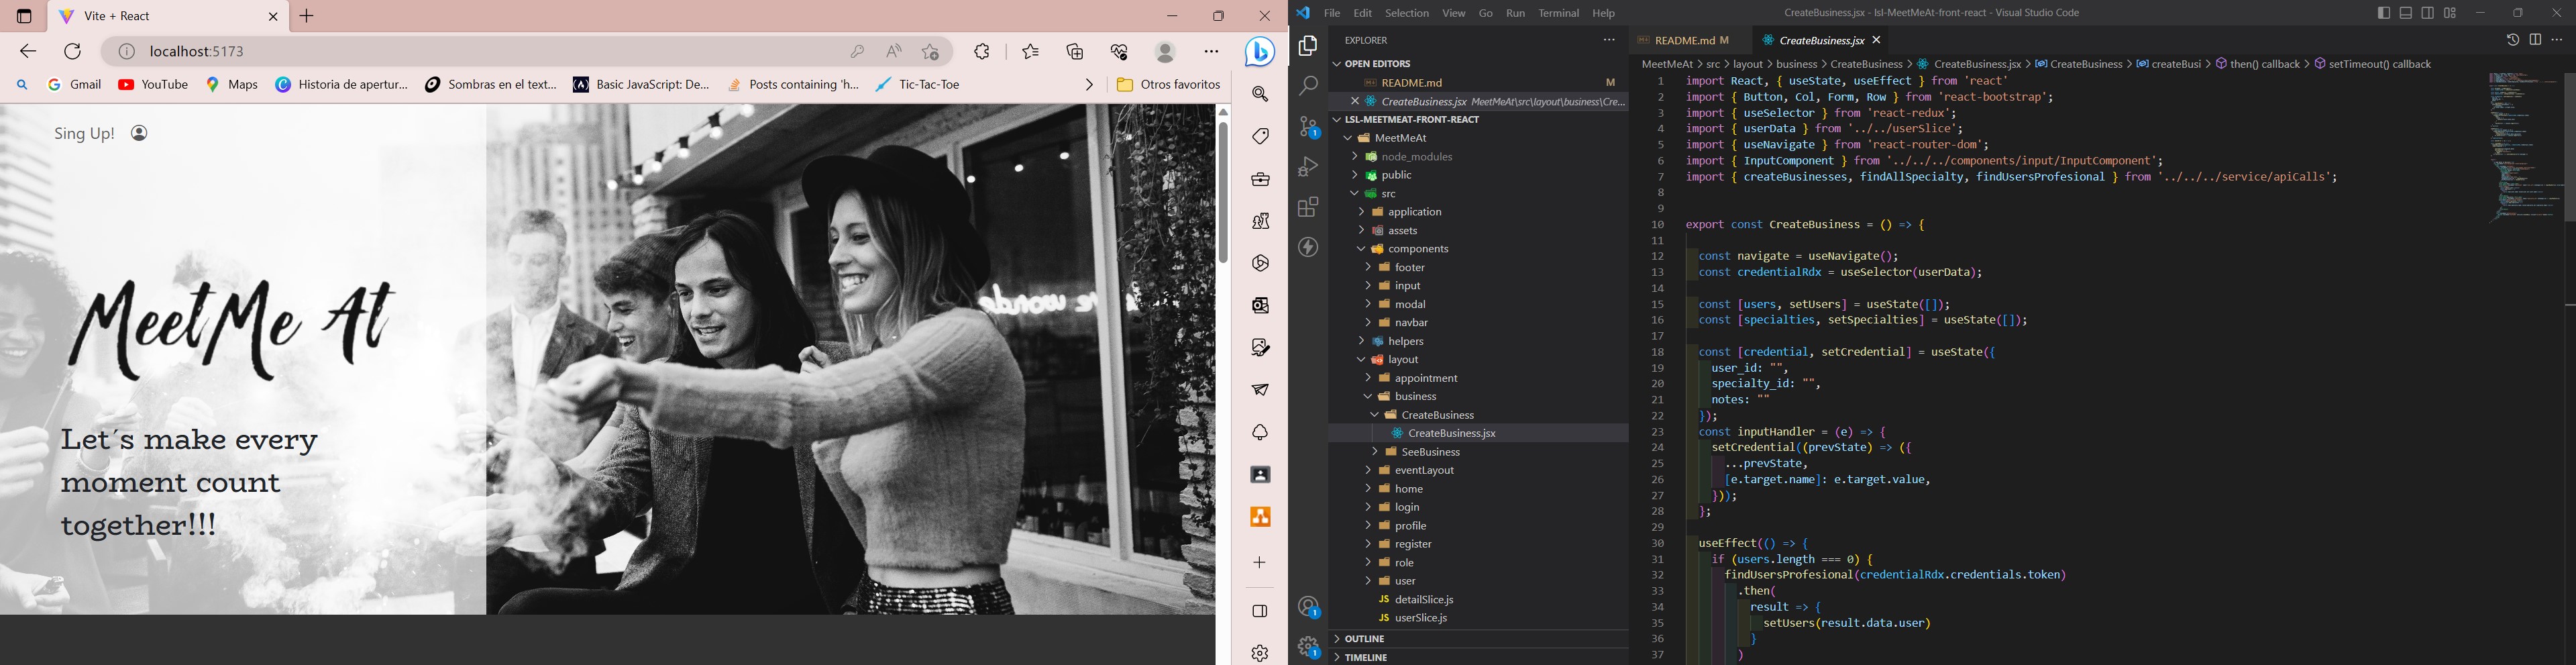 Vite + React
localhost:5173
Gmail
YouTube
Maps
Historia de apertur...
Sombras en el text...
Basic JavaScript: De...
Posts containing 'h...
Tic-Tac-Toe
Otros favoritos
Sing Up!
MeetMe At
Let´s make every
moment count
together!!!
File Edit Selection View Go Run Terminal Help
CreateBusiness.jsx - lsl-MeetMeAt-front-react - Visual Studio Code
EXPLORER
OPEN EDITORS
README.md M
CreateBusiness.jsx MeetMeAt\src\layout\business\Cre...
LSL-MEETMEAT-FRONT-REACT
MeetMeAt
node_modules
public
src
application
assets
components
footer
input
modal
navbar
helpers
layout
appointment
business
CreateBusiness
CreateBusiness.jsx
SeeBusiness
eventLayout
home
login
profile
register
role
user
JS detailSlice.js
JS userSlice.js
OUTLINE
TIMELINE
1
1
1
README.md M
CreateBusiness.jsx
MeetMeAt > src > layout > business > CreateBusiness > CreateBusiness.jsx > CreateBusiness > createBusi > then() callback > setTimeout() callback
1 import React, { useState, useEffect } from 'react'
2 import { Button, Col, Form, Row } from 'react-bootstrap';
3 import { useSelector } from 'react-redux';
4 import { userData } from '../../userSlice';
5 import { useNavigate } from 'react-router-dom';
6 import { InputComponent } from '../../../components/input/InputComponent';
7 import { createBusinesses, findAllSpecialty, findUsersProfesional } from '../../../service/apiCalls';
8
9
10 export const CreateBusiness = () => {
11
12 const navigate = useNavigate();
13 const credentialRdx = useSelector(userData);
14
15 const [users, setUsers] = useState([]);
16 const [specialties, setSpecialties] = useState([]);
17
18 const [credential, setCredential] = useState({
19 user_id: "",
20 specialty_id: "",
21 notes: ""
22 });
23 const inputHandler = (e) => {
24 setCredential((prevState) => ({
25 ...prevState,
26 [e.target.name]: e.target.value,
27 }));
28 };
29
30 useEffect(() => {
31 if (users.length === 0) {
32 findUsersProfesional(credentialRdx.credentials.token)
33 .then(
34 result => {
35 setUsers(result.data.user)
36 }
37 )